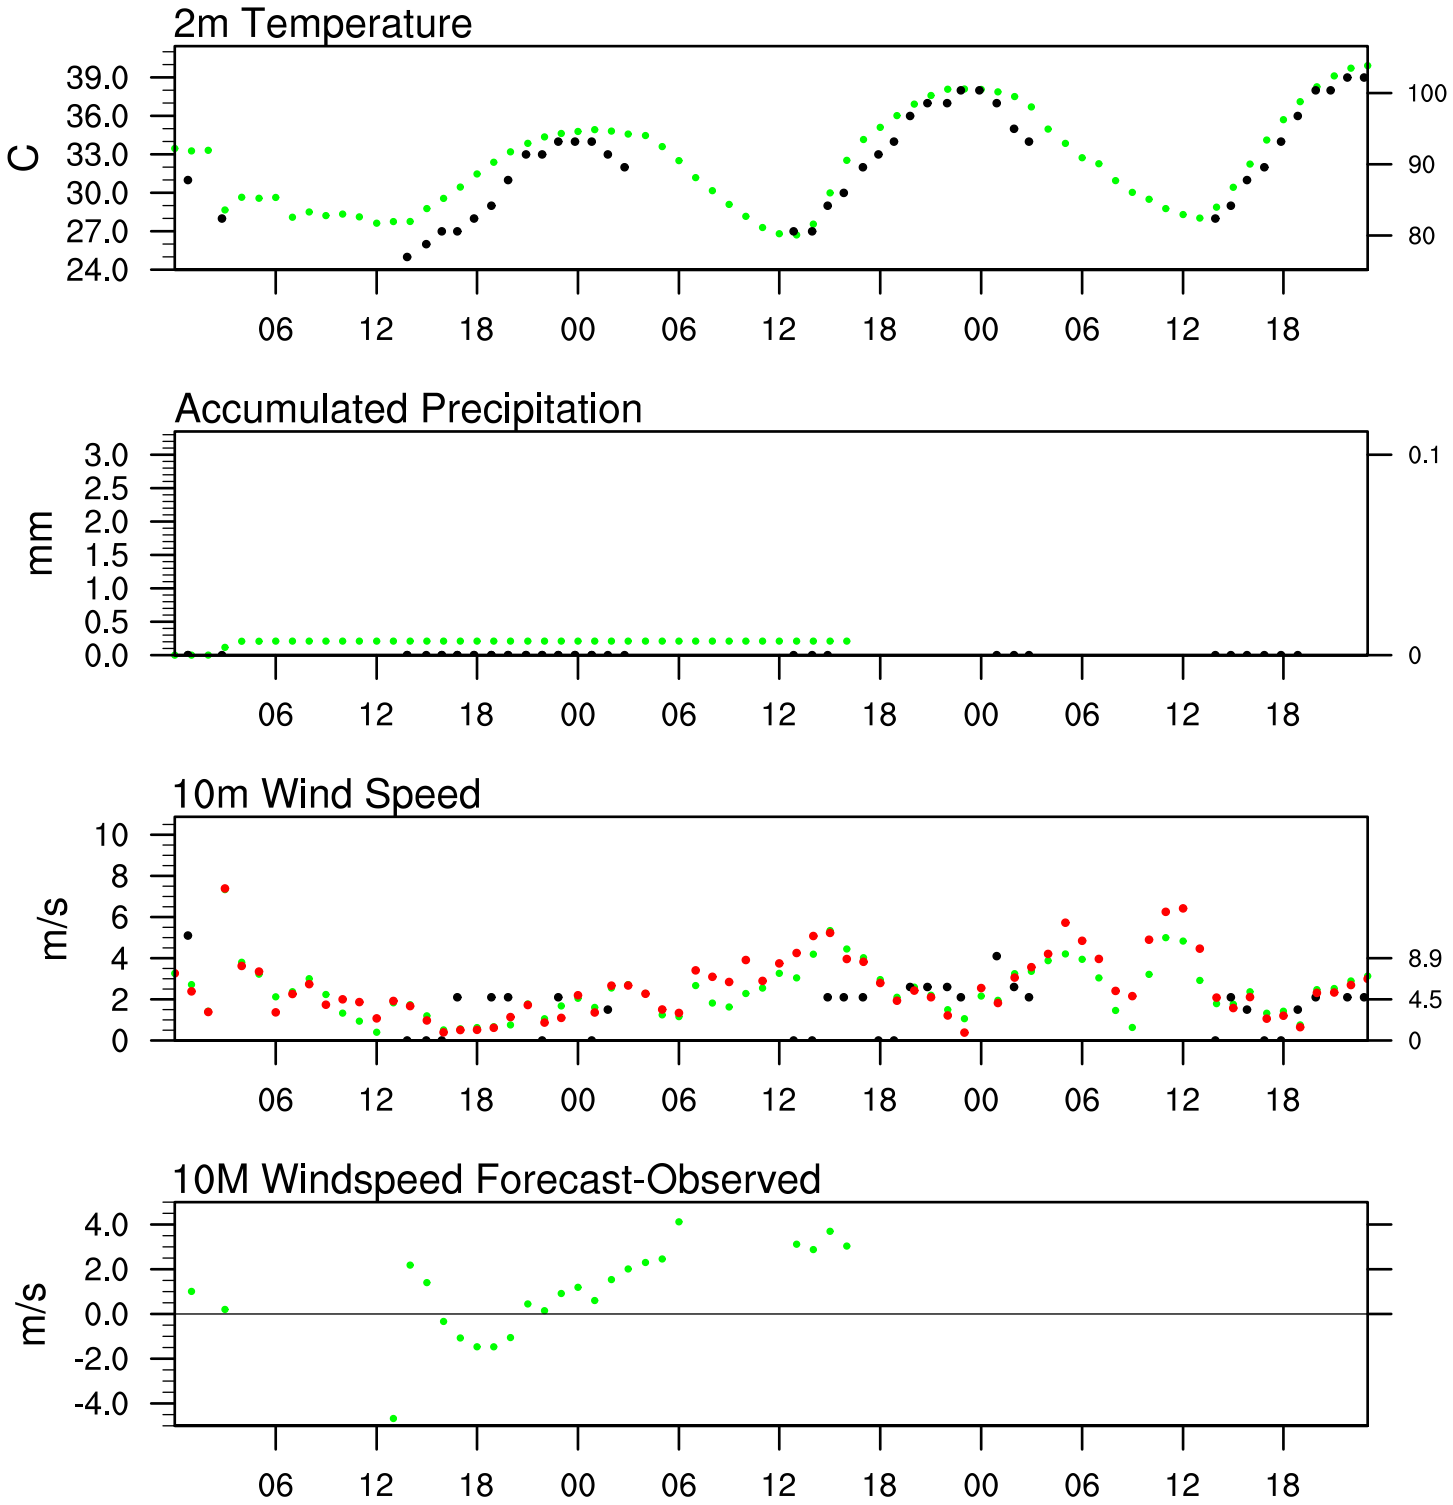 2m Temperature
39.0
36.0
33.0
30.0
27.0
24.0
C
100
90
80
06 12 18 00 06 12 18 00 06 12 18
Accumulated Precipitation
3.0
2.5
2.0
1.5
1.0
0.5
0.0
mm
0.1
0
06 12 18 00 06 12 18 00 06 12 18
10m Wind Speed
10
8
6
4
2
0
m/s
8.9
4.5
0
06 12 18 00 06 12 18 00 06 12 18
10M Windspeed Forecast-Observed
4.0
2.0
0.0
-2.0
-4.0
m/s
06 12 18 00 06 12 18 00 06 12 18